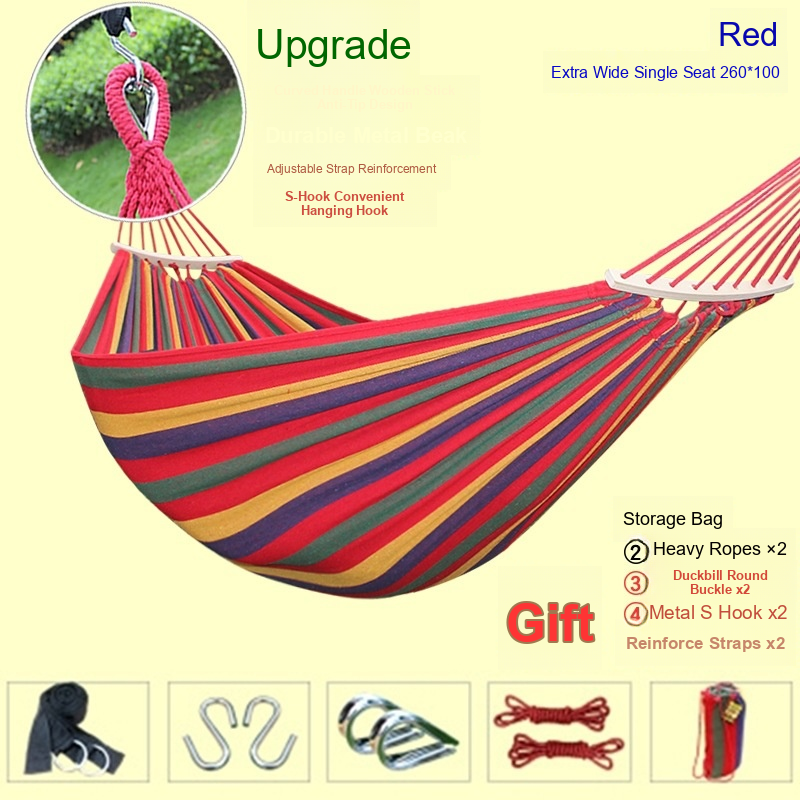 Upgrade
Red
Extra Wide Single Seat 260*100
Adjustable Strap Reinforcement
S-Hook Convenient
Hanging Hook
Storage Bag
② Heavy Ropes ×2
③ Duckbill Round
Buckle x2
④ Metal S Hook x2
Reinforce Straps x2
Gift